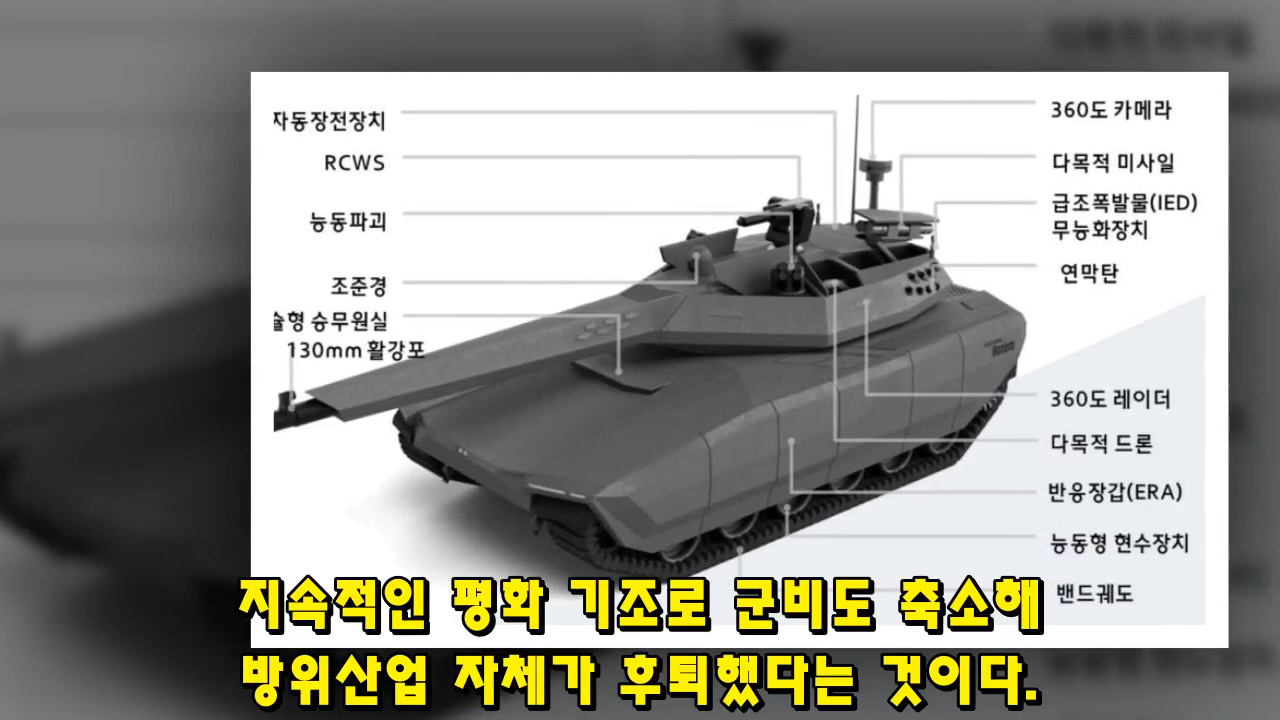 자동장전장치
RCWS
능동파괴
조준경
술형 승무원실
130mm 활강포
360도 카메라
다목적 미사일
급조폭발물(IED)
무능화장치
연막탄
360도 레이더
다목적 드론
반응장갑(ERA)
능동형 현수장치
밴드궤도
지속적인 평화 기조로 군비도 축소해
방위산업 자체가 후퇴했다는 것이다.